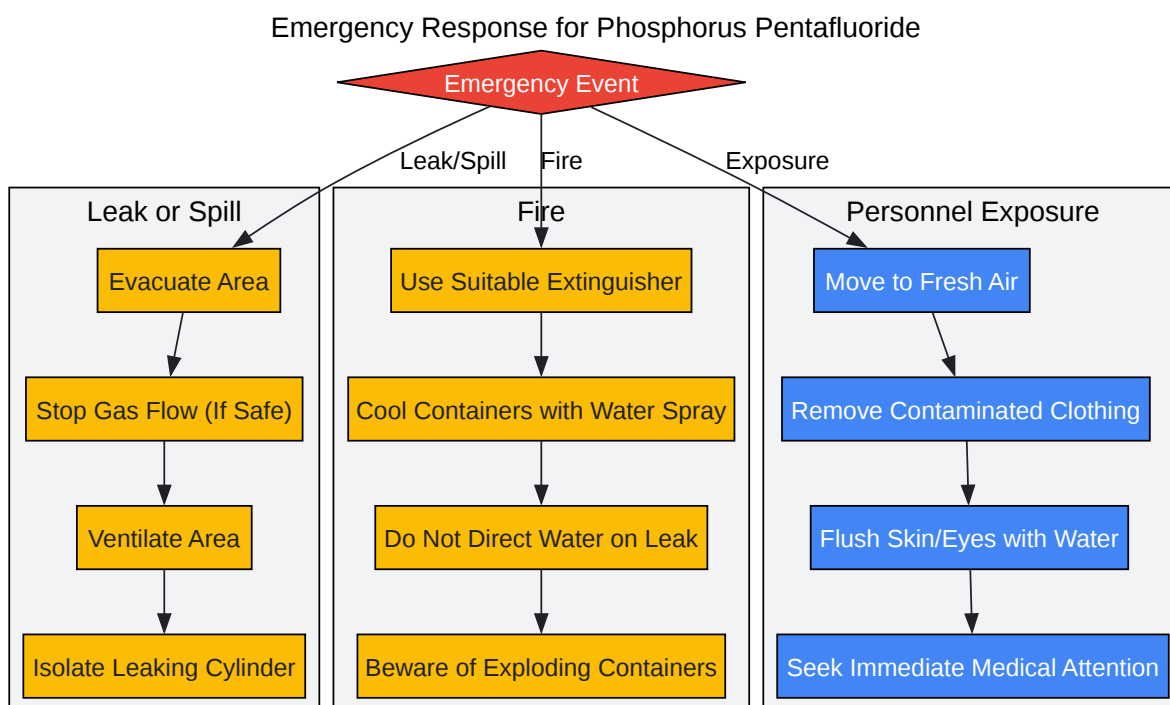 Emergency Response for Phosphorus Pentafluoride
Emergency Event
Leak/Spill
Fire
Exposure
Leak or Spill
Evacuate Area
Stop Gas Flow (If Safe)
Ventilate Area
Isolate Leaking Cylinder
Fire
Use Suitable Extinguisher
Cool Containers with Water Spray
Do Not Direct Water on Leak
Beware of Exploding Containers
Personnel Exposure
Move to Fresh Air
Remove Contaminated Clothing
Flush Skin/Eyes with Water
Seek Immediate Medical Attention